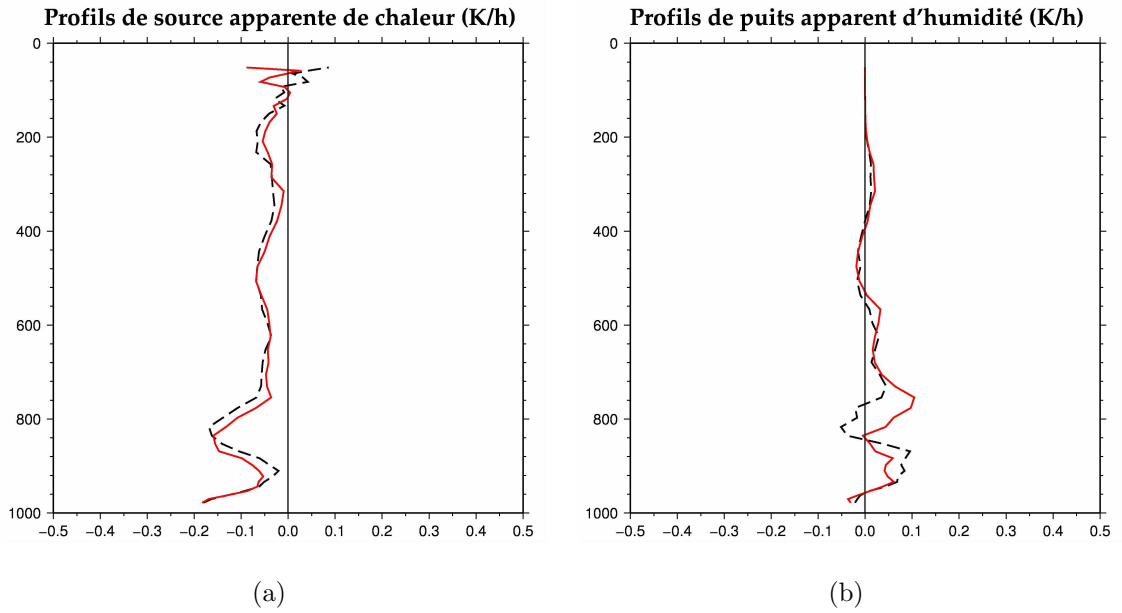 Profils de source apparente de chaleur (K/h)
0
200
400
600
800
1000
−0.5 −0.4 −0.3 −0.2 −0.1 0.0 0.1 0.2 0.3 0.4 0.5
(a)
Profils de puits apparent d’humidité (K/h)
0
200
400
600
800
1000
−0.5 −0.4 −0.3 −0.2 −0.1 0.0 0.1 0.2 0.3 0.4 0.5
(b)